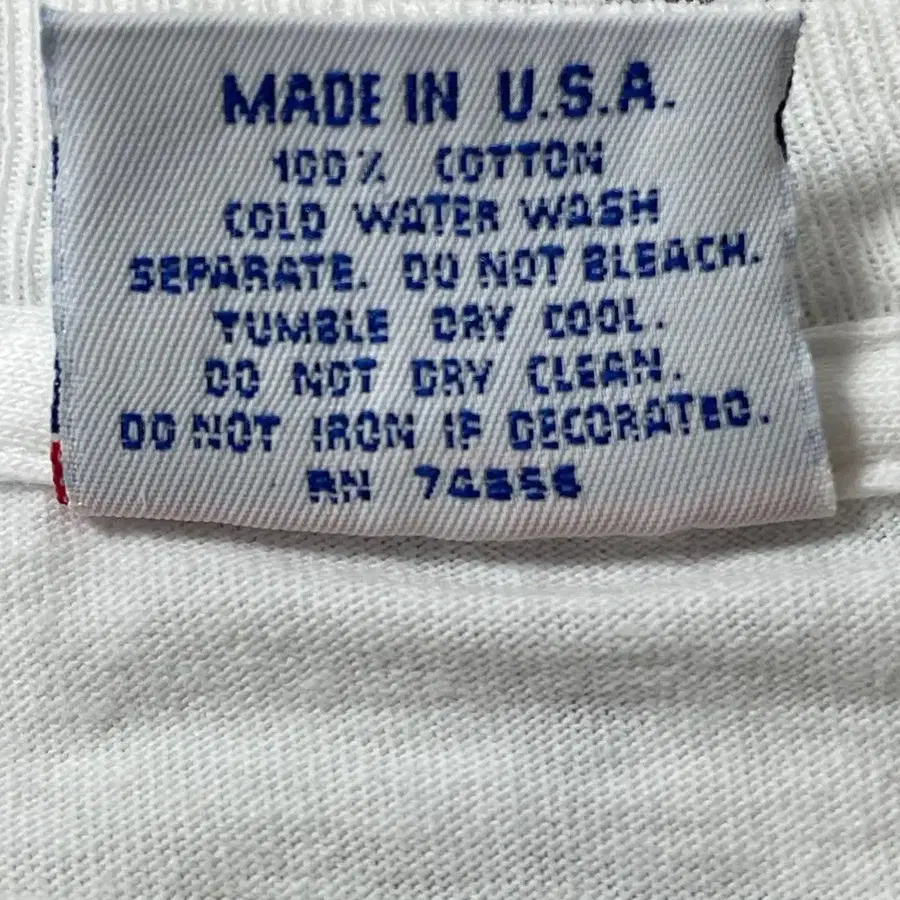 MADE IN U.S.A.
100% COTTON
COLD WATER WASH
SEPARATE. DO NOT BLEACH.
TUMBLE DRY COOL.
DO NOT DRY CLEAN.
DO NOT IRON IF DECORATED.
RN